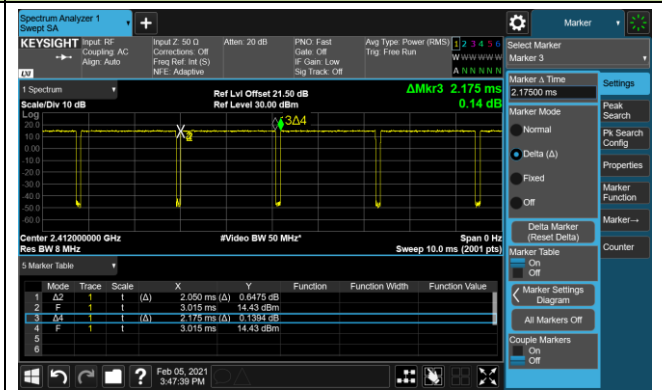 Spectrum Analyzer 1
Swept SA
Marker
KEYSIGHT
Input: RF
Coupling: AC
Align: Auto
Input Z: 50 Ω
Corrections: Off
Freq Ref: Int (S)
NFE: Adaptive
Atten: 20 dB
PNO: Fast
Gate: Off
IF Gain: Low
Sig Track: Off
Avg Type: Power (RMS)
Trig: Free Run
1 2 3 4 5 6
W W W W W W
A N N N N N
LXI
Select Marker
Marker 3
1 Spectrum
Scale/Div 10 dB
Ref Lvl Offset 21.50 dB
Ref Level 30.00 dBm
ΔMkr3 2.175 ms
0.14 dB
Log
20.0
10.0
0.00
-10.0
-20.0
-30.0
-40.0
-50.0
-60.0
3Δ4
Center 2.412000000 GHz
Res BW 8 MHz
#Video BW 50 MHz*
Span 0 Hz
Sweep 10.0 ms (2001 pts)
5 Marker Table
Mode Trace Scale X Y Function Function Width Function Value
1 Δ2 1 t (Δ) 2.050 ms (Δ) 0.6475 dB
2 F 1 t 3.015 ms 14.43 dBm
3 Δ4 1 t (Δ) 2.175 ms (Δ) 0.1394 dB
4 F 1 t 3.015 ms 14.43 dBm
5
6
Marker Δ Time
2.17500 ms
Marker Mode
Normal
Delta (Δ)
Fixed
Off
Delta Marker
(Reset Delta)
Marker Table
On
Off
Marker Settings
Diagram
All Markers Off
Couple Markers
On
Off
Settings
Peak
Search
Pk Search
Config
Properties
Marker
Function
Marker→
Counter
Feb 05, 2021
3:47:39 PM